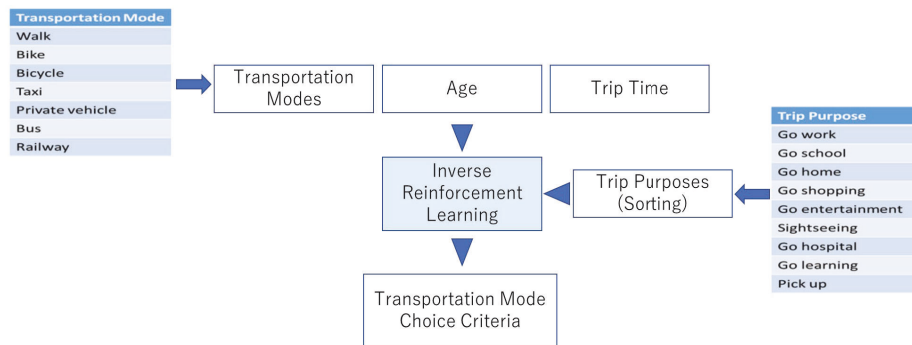 Transportation Mode
Walk
Bike
Bicycle
Taxi
Private vehicle
Bus
Railway
Transportation
Modes
Age
Trip Time
Inverse
Reinforcement
Learning
Trip Purposes
(Sorting)
Trip Purpose
Go work
Go school
Go home
Go shopping
Go entertainment
Sightseeing
Go hospital
Go learning
Pick up
Transportation Mode
Choice Criteria